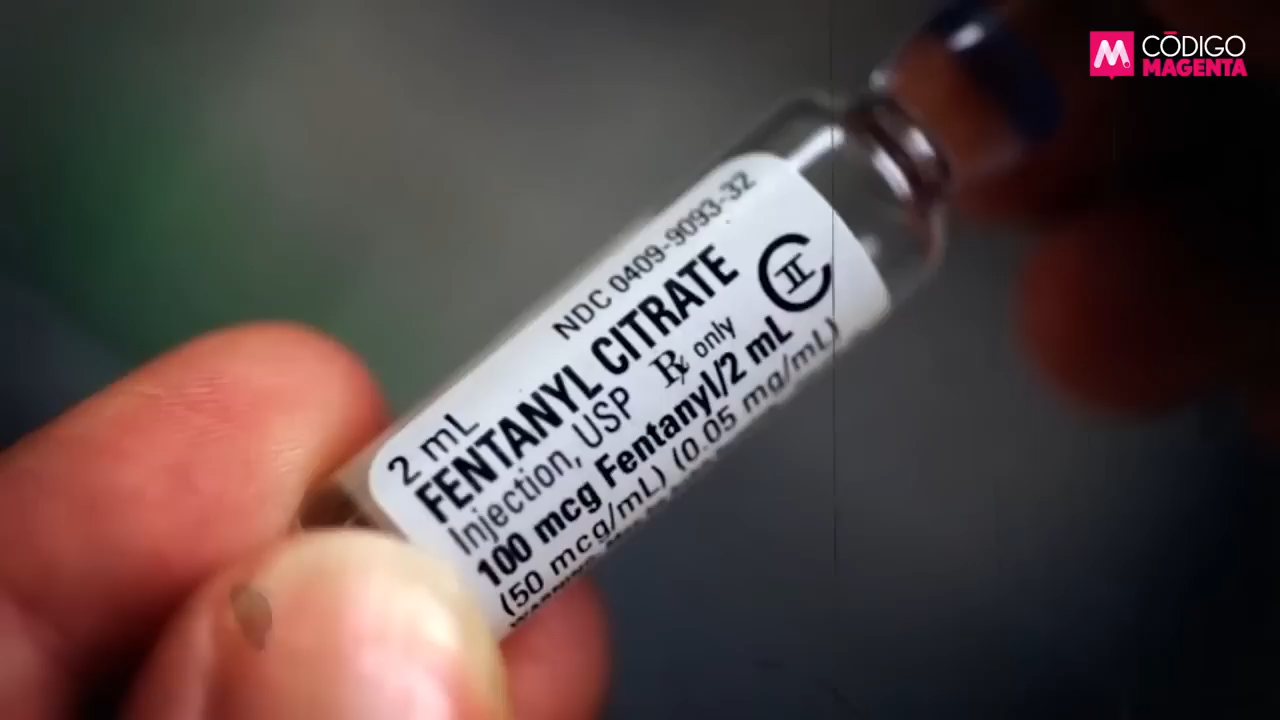 CÓDIGO
MAGENTA
NDC 0409-9093-32
2 mL
FENTANYL CITRATE
Injection, USP
Rx only
100 mcg Fentanyl/2 mL
(50 mcg/mL) (0.05 mg/mL)
CII